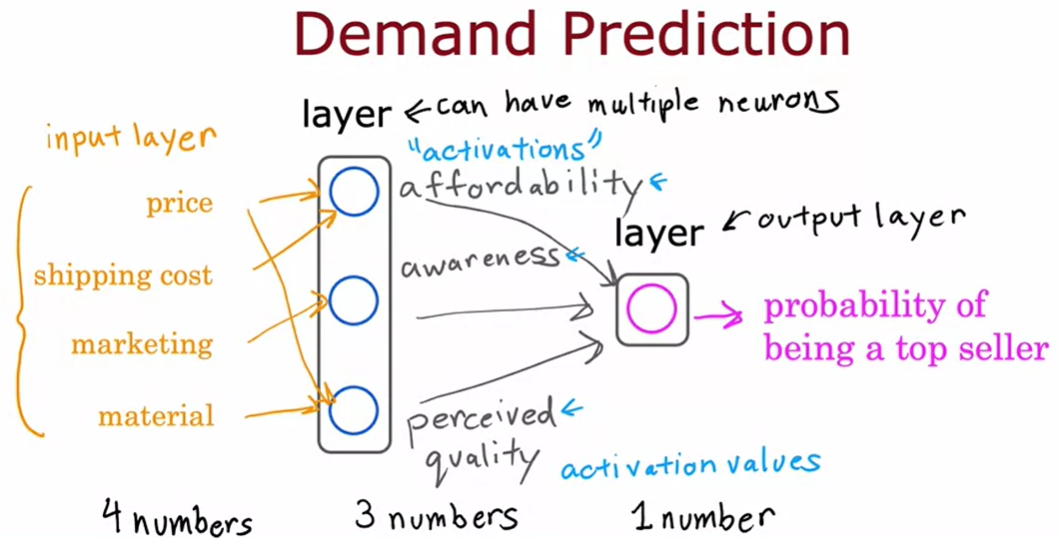 Demand Prediction
layer ← can have multiple neurons
input layer
"activations"
price
affordability ←
layer ← output layer
shipping cost
awareness ←
probability of
being a top seller
marketing
material
perceived ←
quality
activation values
4 numbers
3 numbers
1 number